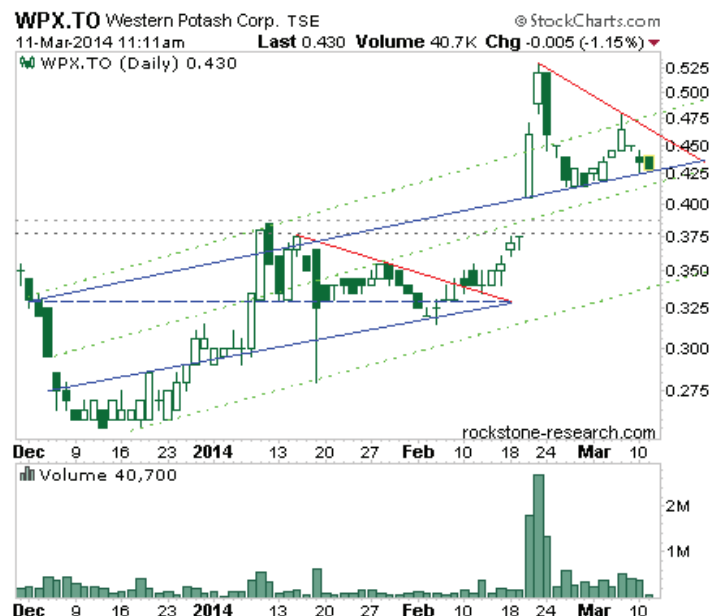 WPX.TO Western Potash Corp. TSE © StockCharts.com
11-Mar-2014 11:11am Last 0.430 Volume 40.7K Chg -0.005 (-1.15%)
WPX.TO (Daily) 0.430
0.525
0.500
0.475
0.450
0.425
0.400
0.375
0.350
0.325
0.300
0.275
rockstone-research.com
Dec 9 16 23 2014 13 20 27 Feb 10 18 24 Mar 10
Volume 40,700
2M
1M
Dec 9 16 23 2014 13 20 27 Feb 10 18 24 Mar 10